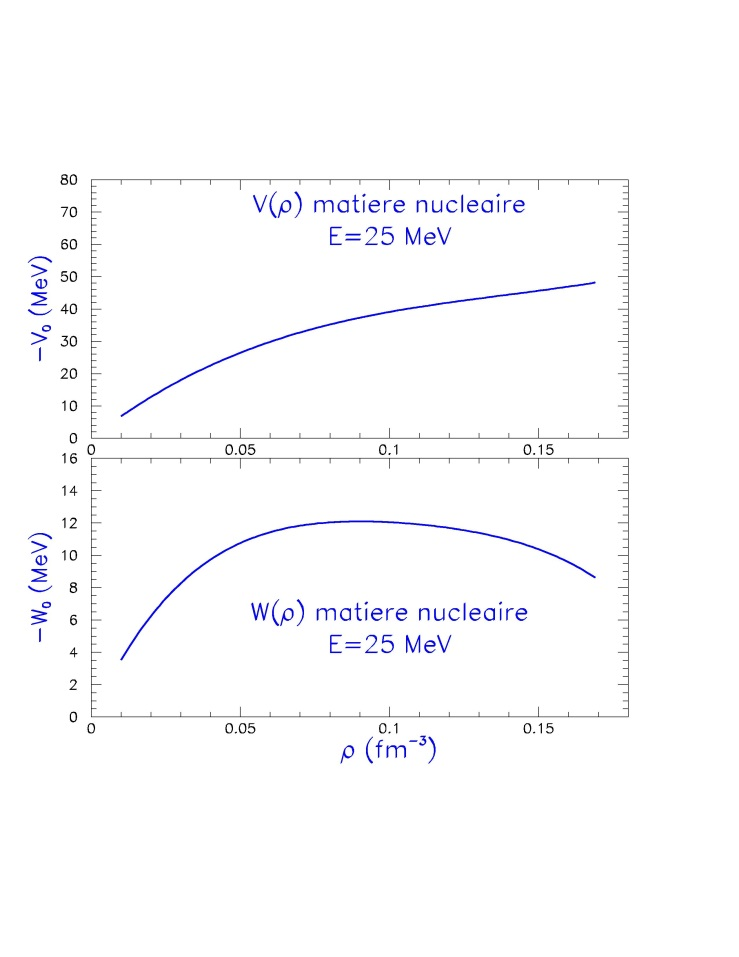 80
70
60
50
40
30
20
10
0
−V₀ (MeV)
V(ρ) matiere nucleaire
E=25 MeV
0 0.05 0.1 0.15
16
14
12
10
8
6
4
2
0
−W₀ (MeV)
W(ρ) matiere nucleaire
E=25 MeV
0 0.05 0.1 0.15
ρ (fm⁻³)